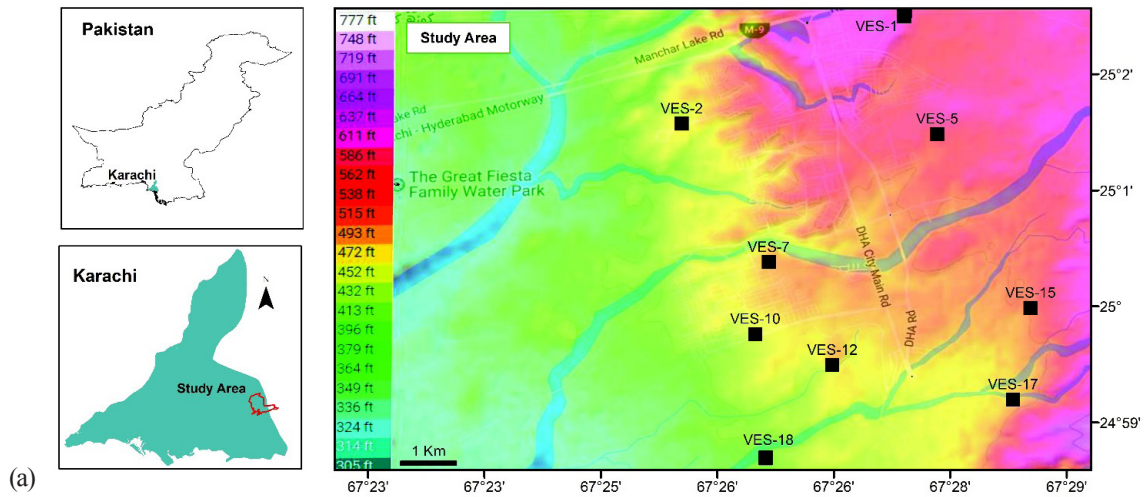 Pakistan
Karachi
Karachi
N
Study Area
(a)
777 ft
748 ft
719 ft
691 ft
664 ft
637 ft
611 ft
586 ft
562 ft
538 ft
515 ft
493 ft
472 ft
452 ft
432 ft
413 ft
396 ft
379 ft
364 ft
349 ft
336 ft
324 ft
314 ft
305 ft
Study Area
M-9
Manchar Lake Rd
ake Rd
chi - Hyderabad Motorway
The Great Fiesta
Family Water Park
DHA City Main Rd
DHA Rd
VES-1
VES-2
VES-5
VES-7
VES-10
VES-12
VES-15
VES-17
VES-18
1 Km
25°2'
25°1'
25°
24°59'
67°23'
67°23'
67°25'
67°26'
67°26'
67°28'
67°29'